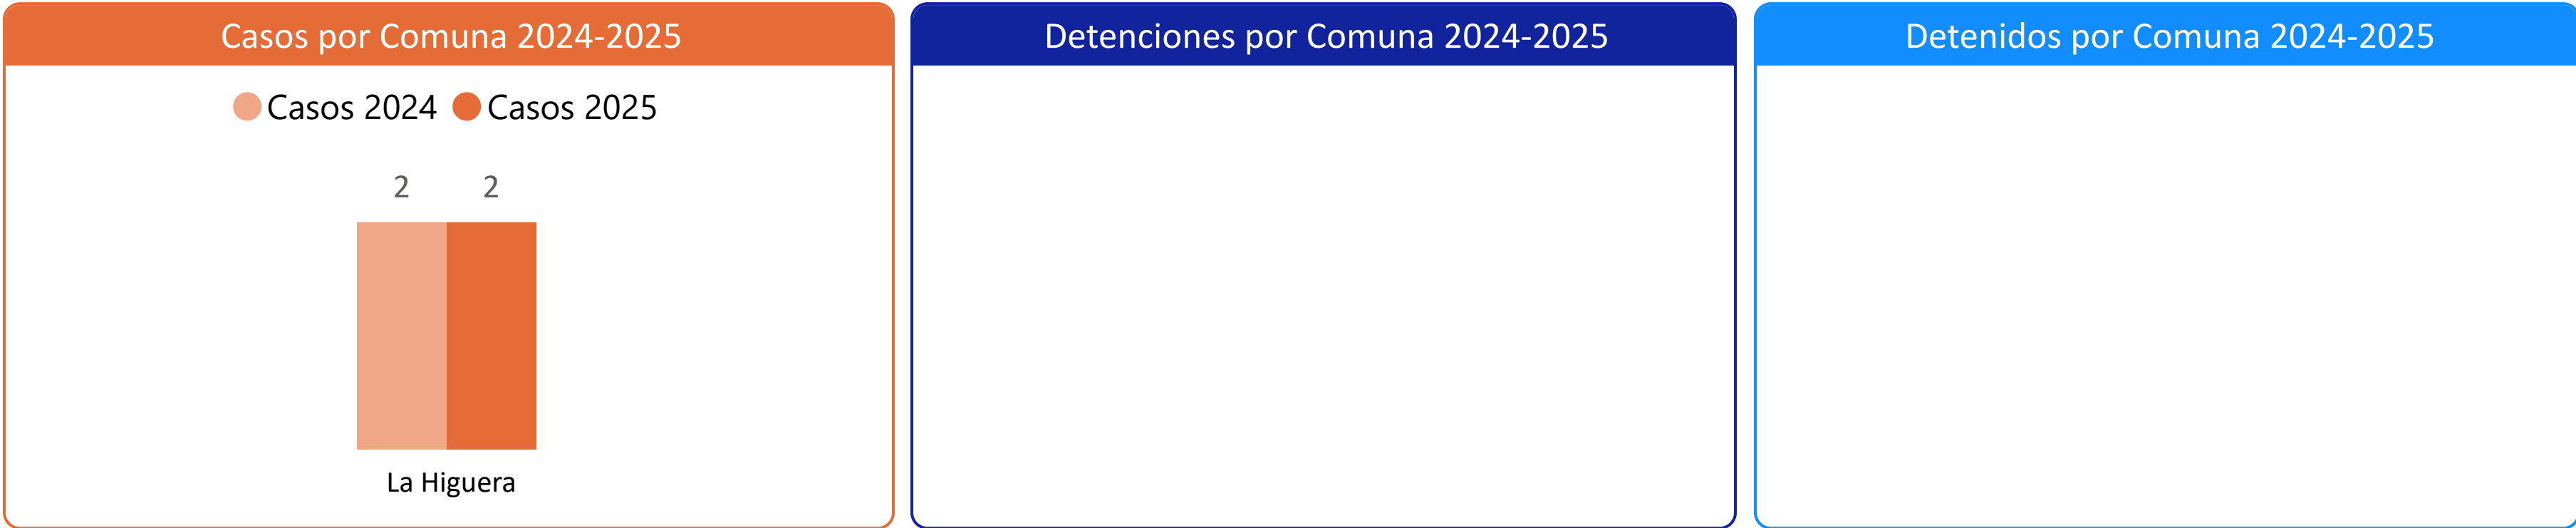 Casos por Comuna 2024-2025
Casos 2024 Casos 2025
2 2
La Higuera
Detenciones por Comuna 2024-2025
Detenidos por Comuna 2024-2025